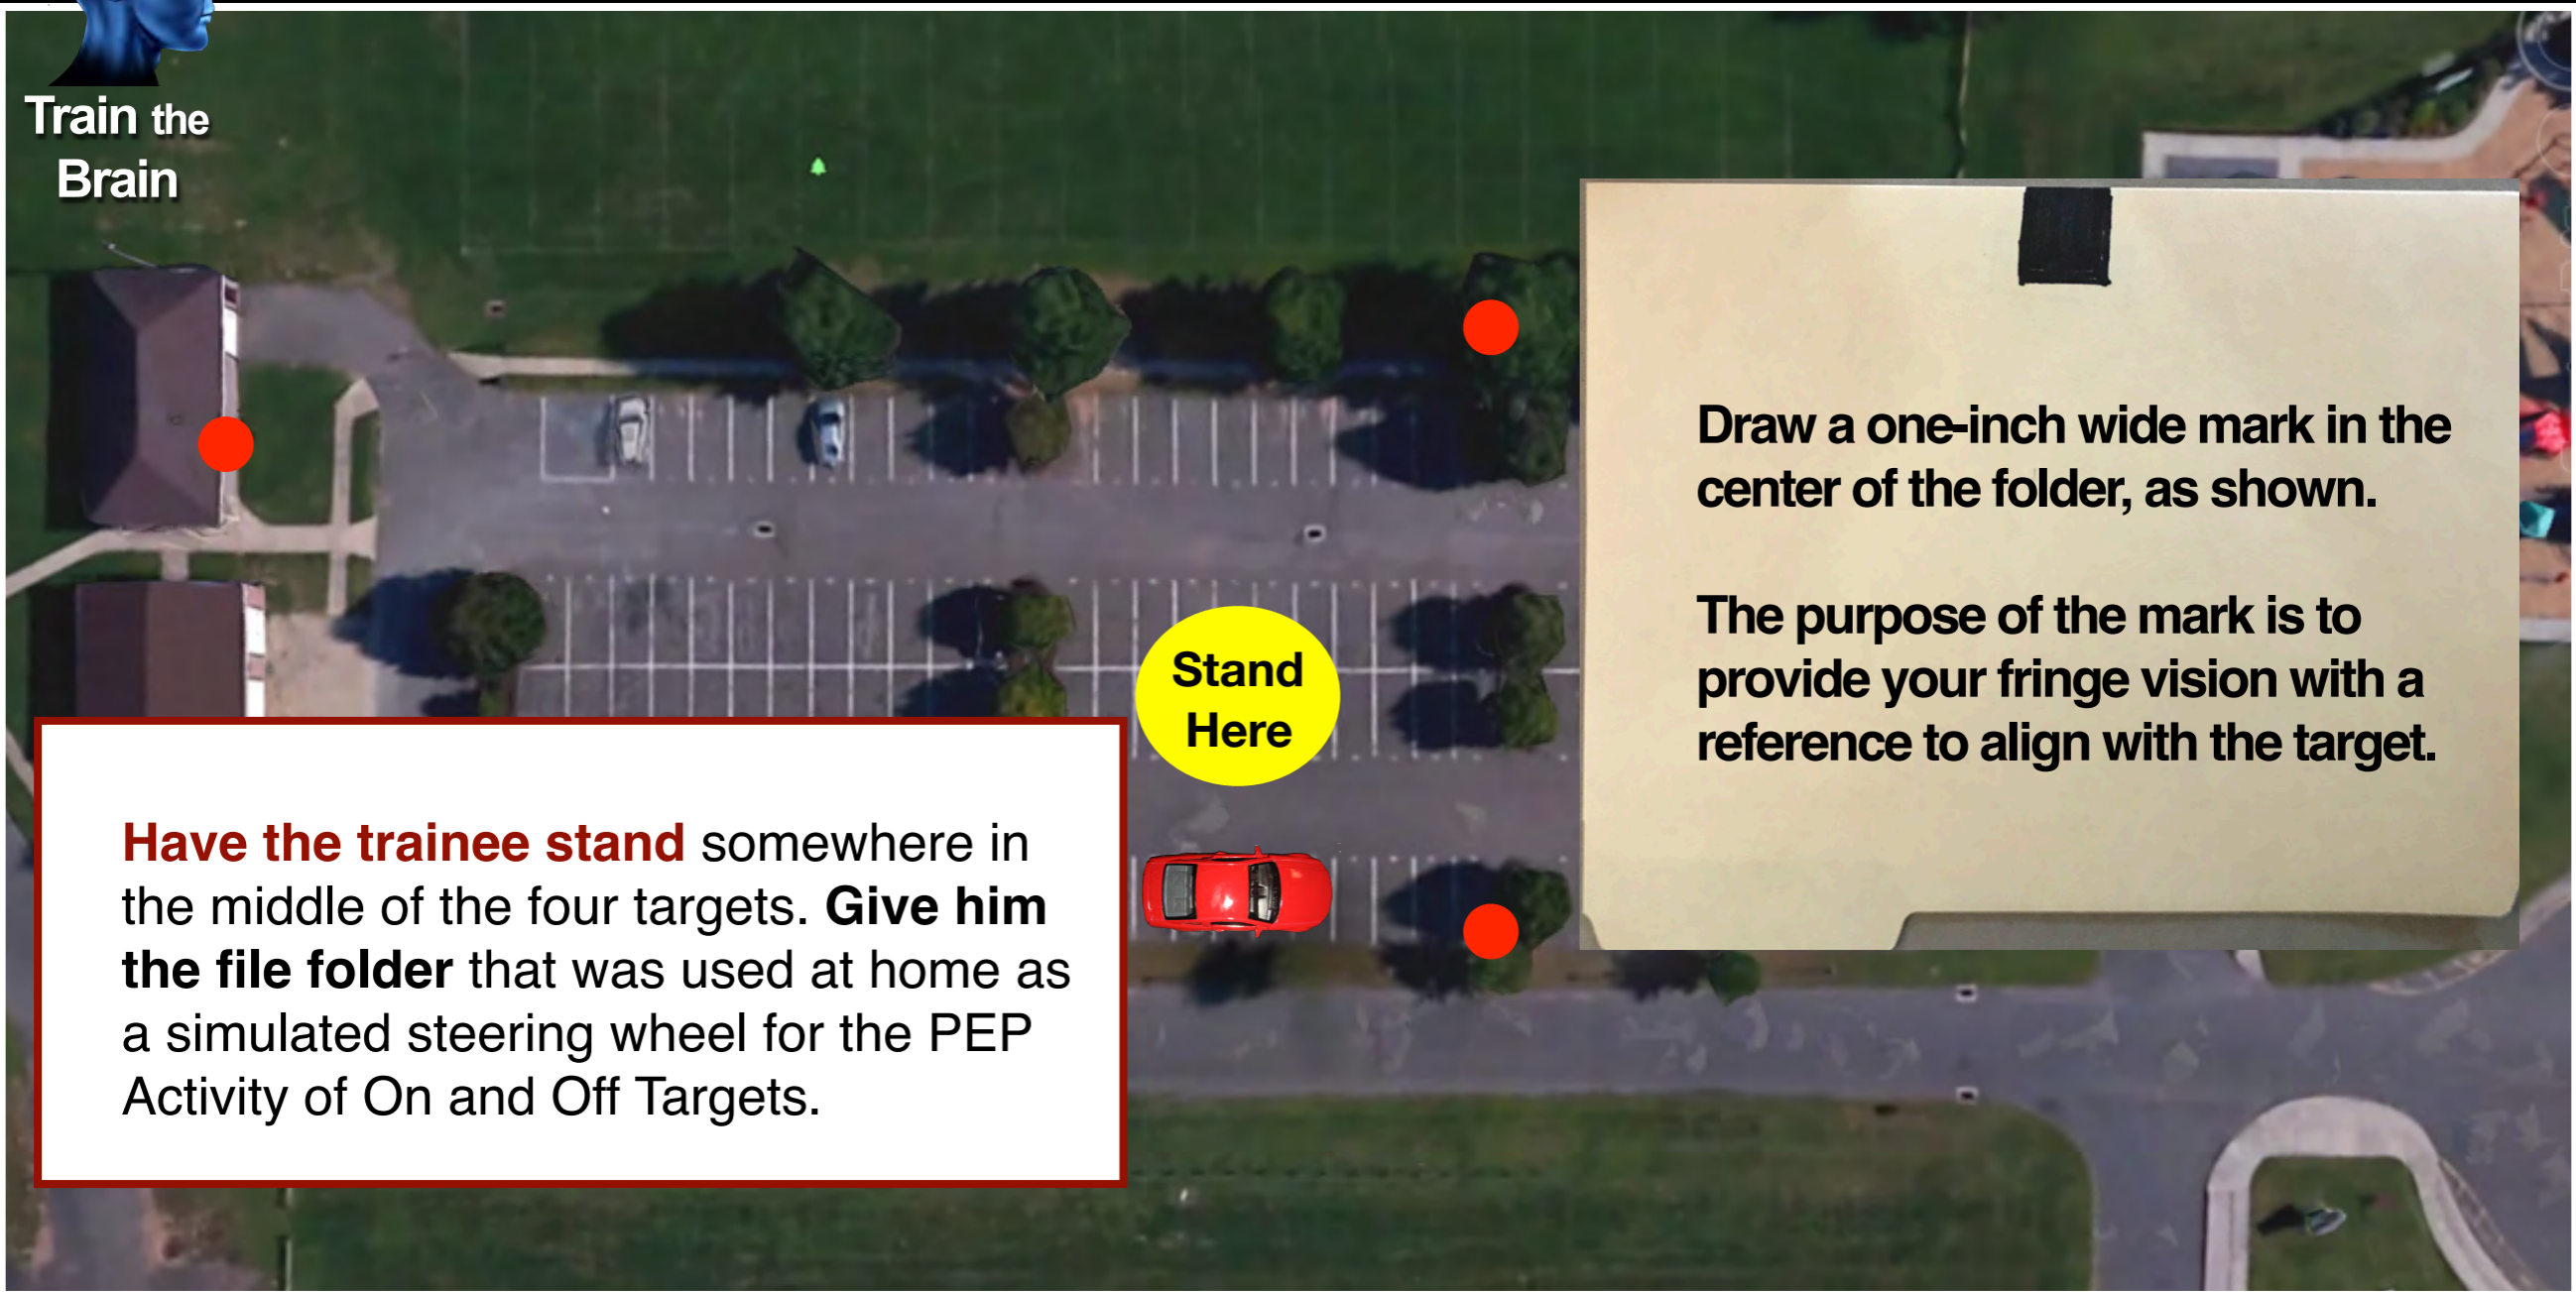 Train the
Brain
Draw a one-inch wide mark in the
center of the folder, as shown.
The purpose of the mark is to
provide your fringe vision with a
reference to align with the target.
Stand
Here
Have the trainee stand somewhere in
the middle of the four targets. Give him
the file folder that was used at home as
a simulated steering wheel for the PEP
Activity of On and Off Targets.